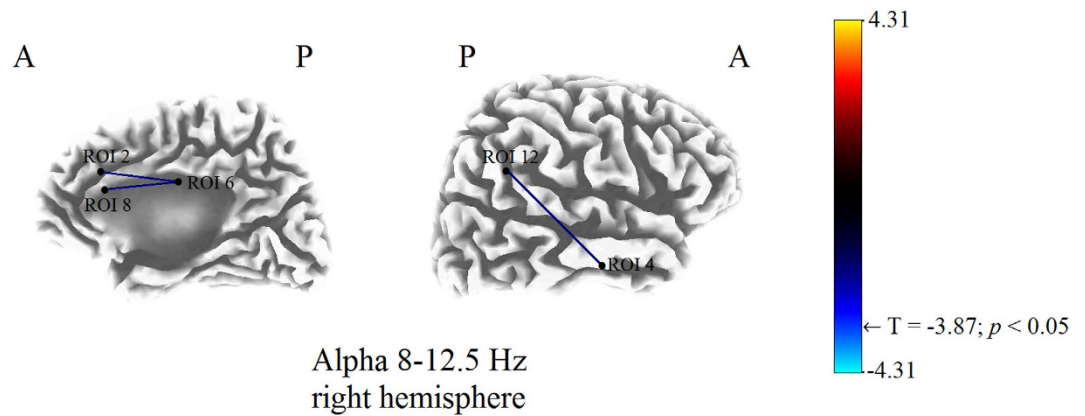 A
P
P
A
4.31
ROI 2
ROI 6
ROI 8
ROI 12
ROI 4
← T = -3.87; p < 0.05
-4.31
Alpha 8-12.5 Hz
right hemisphere